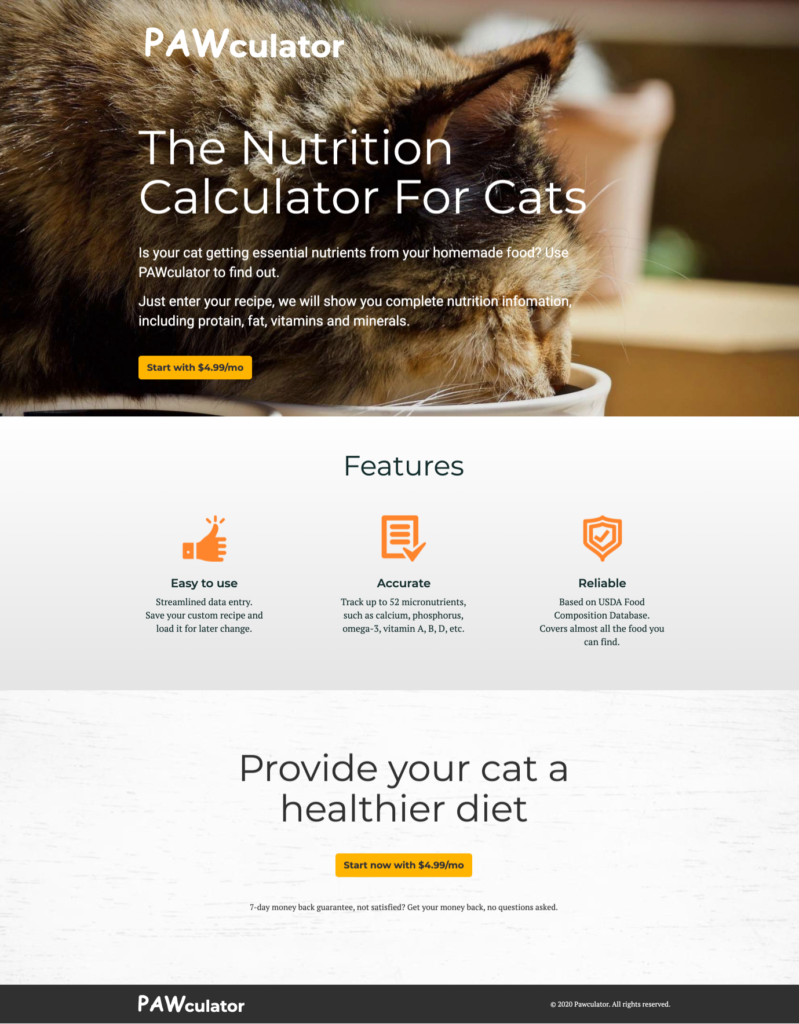 PAWculator
The Nutrition
Calculator For Cats
Is your cat getting essential nutrients from your homemade food? Use
PAWculator to find out.
Just enter your recipe, we will show you complete nutrition infomation,
including protain, fat, vitamins and minerals.
Start with $4.99/mo
Features
Easy to use
Streamlined data entry.
Save your custom recipe and
load it for later change.
Accurate
Track up to 52 micronutrients,
such as calcium, phosphorus,
omega-3, vitamin A, B, D, etc.
Reliable
Based on USDA Food
Composition Database.
Covers almost all the food you
can find.
Provide your cat a
healthier diet
Start now with $4.99/mo
7-day money back guarantee, not satisfied? Get your money back, no questions asked.
PAWculator
© 2020 Pawculator. All rights reserved.